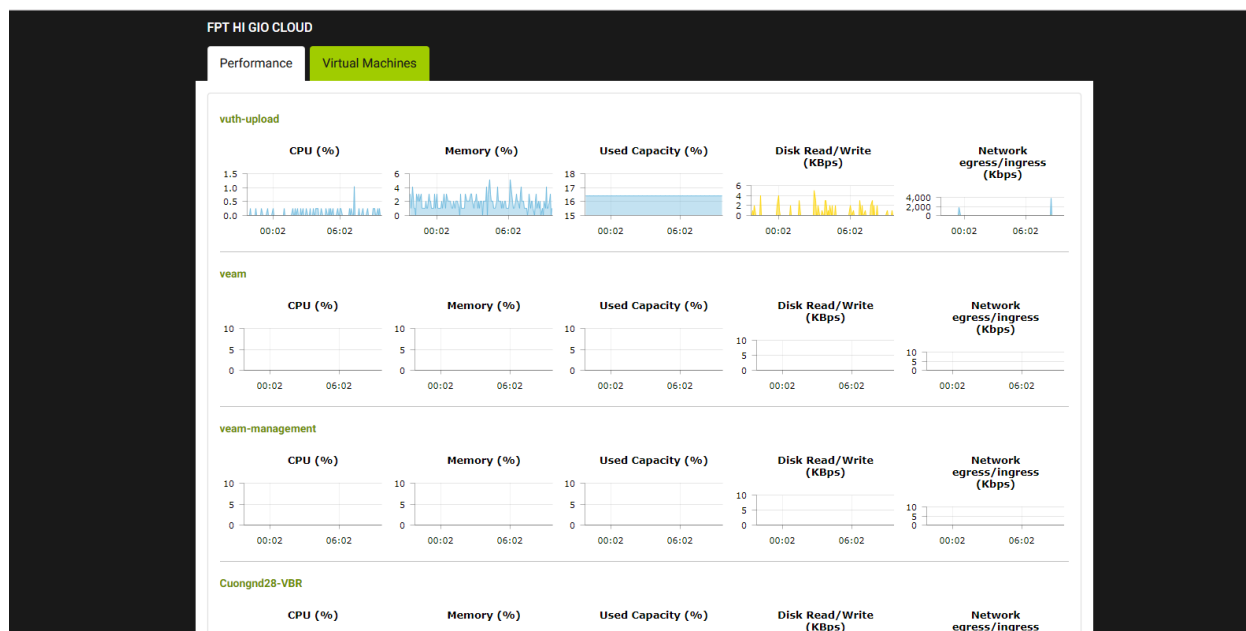 FPT HI GIO CLOUD
Performance Virtual Machines
vuth-upload
CPU (%) Memory (%) Used Capacity (%) Disk Read/Write (KBps) Network egress/ingress (Kbps)
1.5 6 18 6 4,000
1.0 4 17 4 2,000
0.5 2 16 2 0
0.0 0 15 0
00:02 06:02 00:02 06:02 00:02 06:02 00:02 06:02 00:02 06:02
veam
CPU (%) Memory (%) Used Capacity (%) Disk Read/Write (KBps) Network egress/ingress (Kbps)
10 10 10 10 10
5 5 5 5 5
0 0 0 0 0
00:02 06:02 00:02 06:02 00:02 06:02 00:02 06:02 00:02 06:02
veam-management
CPU (%) Memory (%) Used Capacity (%) Disk Read/Write (KBps) Network egress/ingress (Kbps)
10 10 10 10 10
5 5 5 5 5
0 0 0 0 0
00:02 06:02 00:02 06:02 00:02 06:02 00:02 06:02 00:02 06:02
Cuongnd28-VBR
CPU (%) Memory (%) Used Capacity (%) Disk Read/Write (KBps) Network egress/ingress